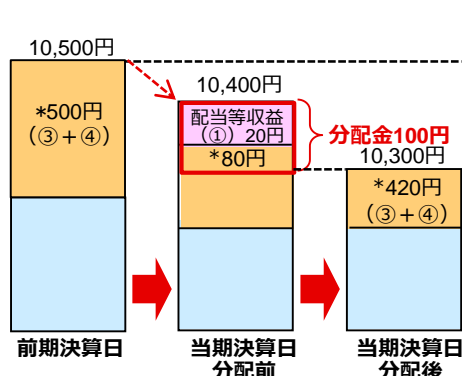 10,500円
*500円
(③+④)
10,400円
配当等収益
(①) 20円
*80円
分配金100円
10,300円
*420円
(③+④)
前期決算日
当期決算日
分配前
当期決算日
分配後